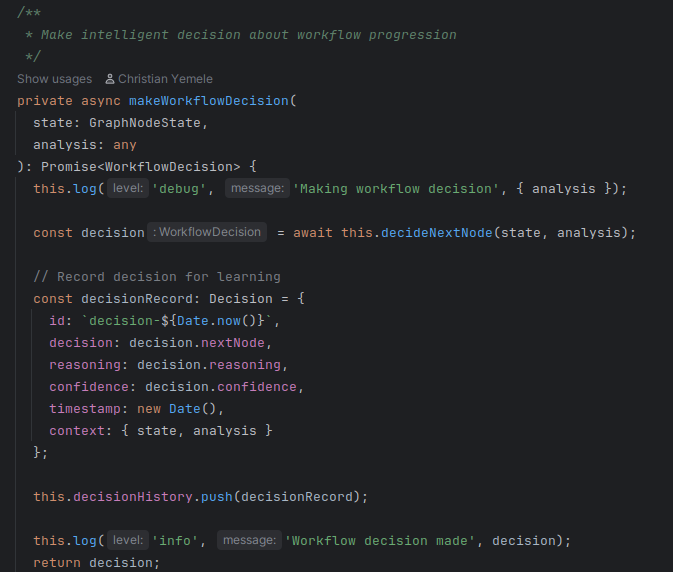 /**
 * Make intelligent decision about workflow progression
 */
Show usages Christian Yemele
private async makeWorkflowDecision(
  state: GraphNodeState,
  analysis: any
): Promise<WorkflowDecision> {
  this.log( level: 'debug', message: 'Making workflow decision', { analysis });
  const decision : WorkflowDecision = await this.decideNextNode(state, analysis);
  // Record decision for learning
  const decisionRecord: Decision = {
    id: `decision-${Date.now()}`,
    decision: decision.nextNode,
    reasoning: decision.reasoning,
    confidence: decision.confidence,
    timestamp: new Date(),
    context: { state, analysis }
  };
  this.decisionHistory.push(decisionRecord);
  this.log( level: 'info', message: 'Workflow decision made', decision);
  return decision;